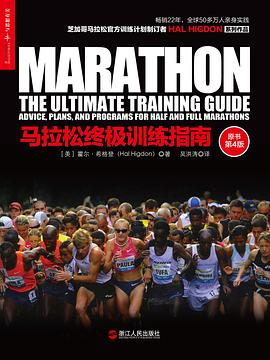 畅销22年，全球50多万人亲身实践
芝加哥马拉松官方训练计划制订者 HAL HIGDON 系列作品
MARATHON
THE ULTIMATE TRAINING GUIDE
ADVICE, PLANS, AND PROGRAMS FOR HALF AND FULL MARATHONS
马拉松终极训练指南
原书
第4版
［美］霍尔·希格登（Hal Higdon）◎著 吴洪涛◎译
PAULA
TUFA
浙江人民出版社